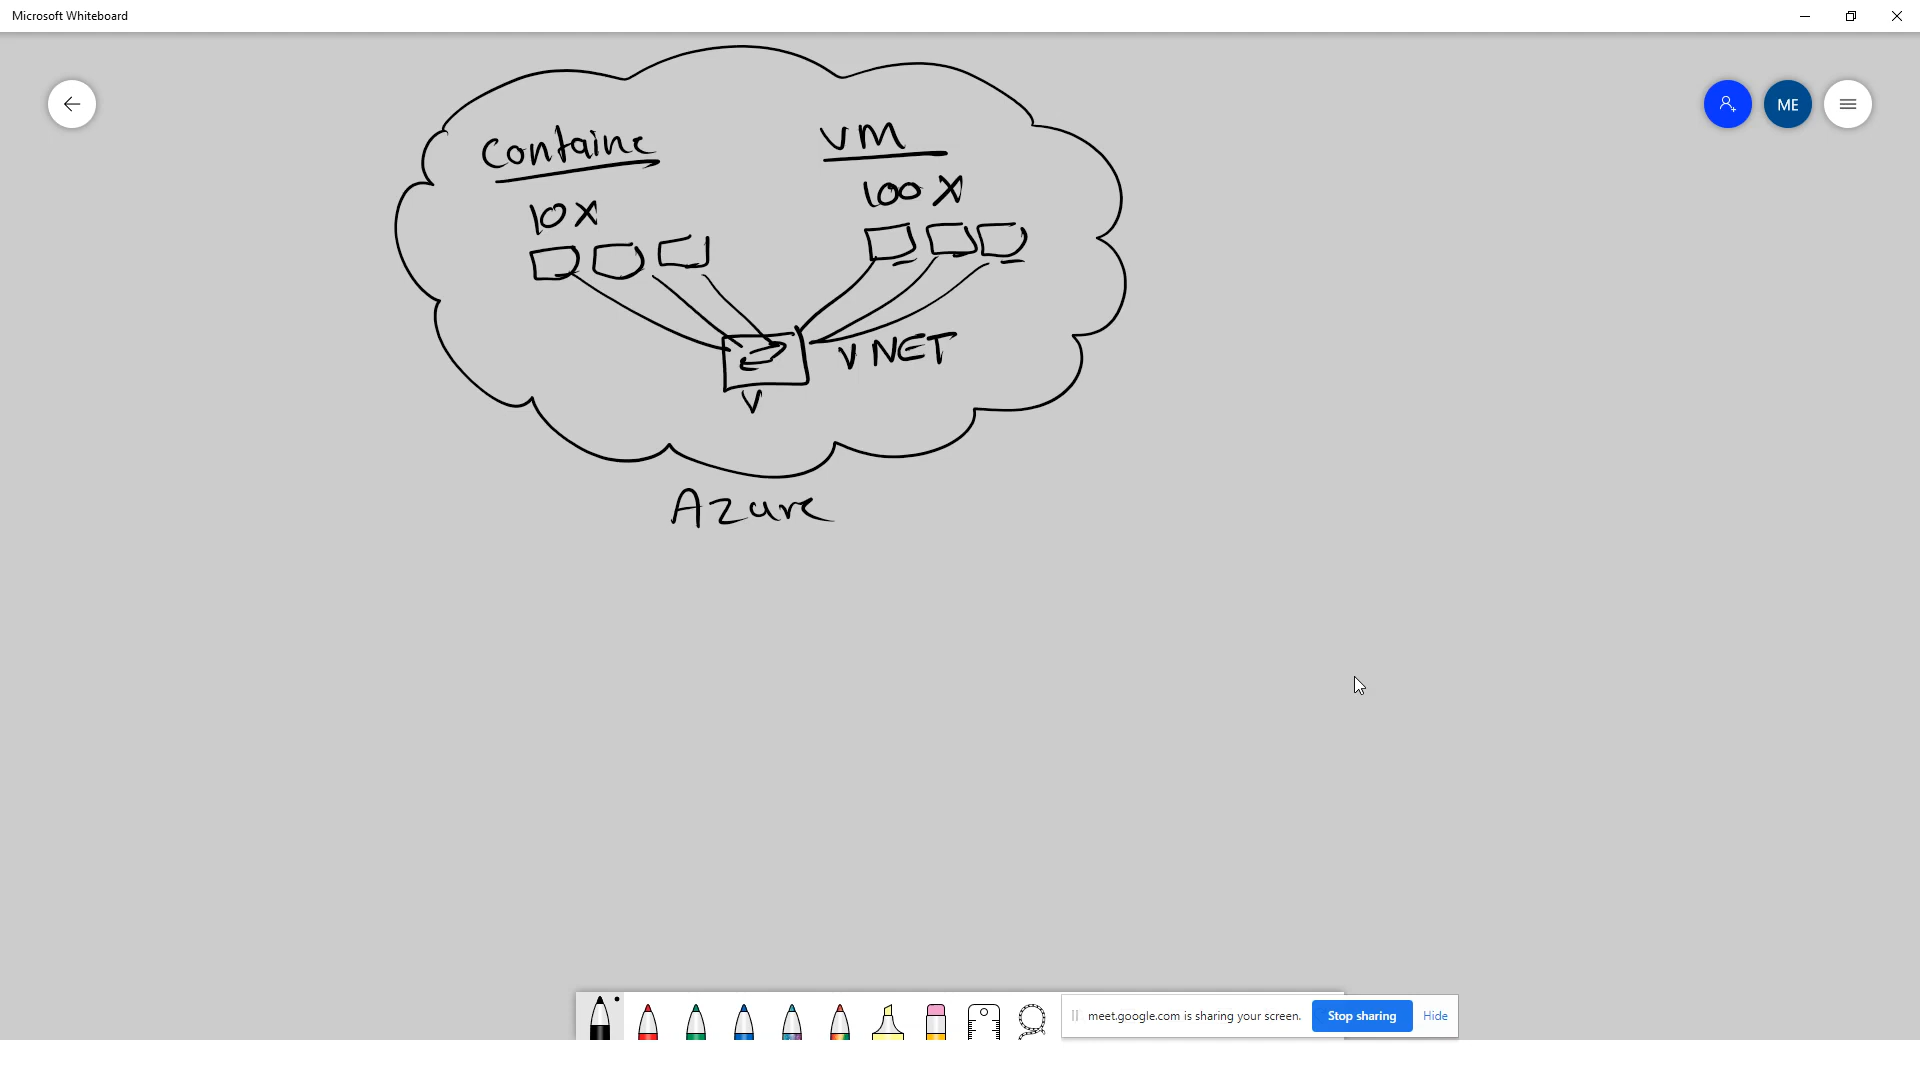 Microsoft Whiteboard
ME
Containe
VM
10X
100X
VNET
V
Azure
meet.google.com is sharing your screen.
Stop sharing
Hide